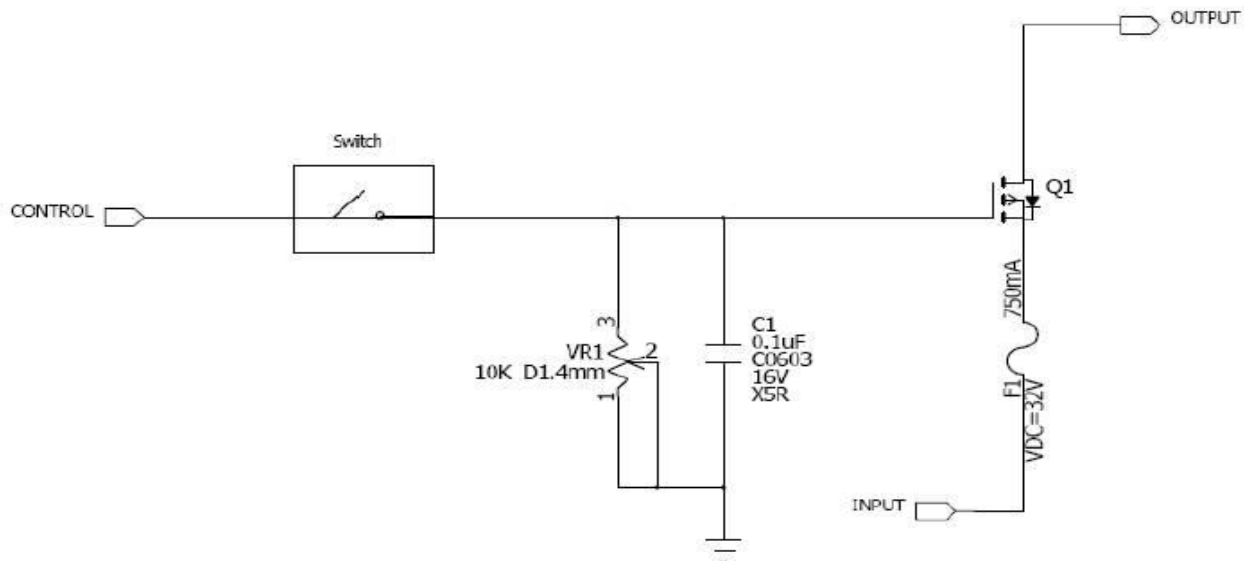 OUTPUT
Switch
CONTROL
Q1
750mA
3
VR1
2
10K D1.4mm
1
C1
0.1uF
C0603
16V
X5R
F1
VDC=32V
INPUT